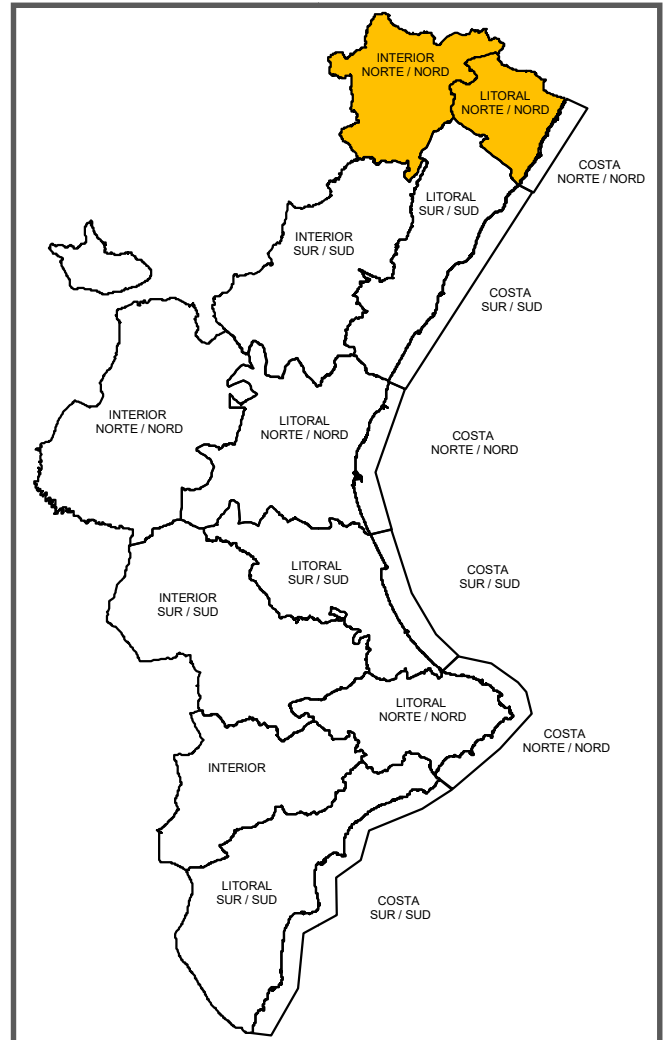 INTERIOR
NORTE / NORD
LITORAL
NORTE / NORD
COSTA
NORTE / NORD
LITORAL
SUR / SUD
INTERIOR
SUR / SUD
COSTA
SUR / SUD
INTERIOR
NORTE / NORD
LITORAL
NORTE / NORD
COSTA
NORTE / NORD
LITORAL
SUR / SUD
COSTA
SUR / SUD
INTERIOR
SUR / SUD
LITORAL
NORTE / NORD
COSTA
NORTE / NORD
INTERIOR
LITORAL
SUR / SUD
COSTA
SUR / SUD